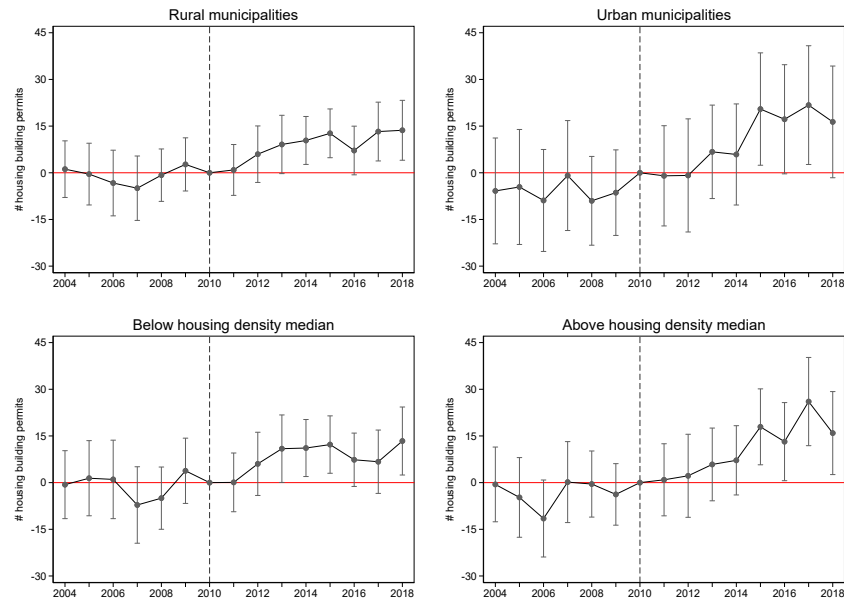 Rural municipalities
# housing building permits
45
30
15
0
-15
-30
2004 2006 2008 2010 2012 2014 2016 2018
Urban municipalities
# housing building permits
45
30
15
0
-15
-30
2004 2006 2008 2010 2012 2014 2016 2018
Below housing density median
# housing building permits
45
30
15
0
-15
-30
2004 2006 2008 2010 2012 2014 2016 2018
Above housing density median
# housing building permits
45
30
15
0
-15
-30
2004 2006 2008 2010 2012 2014 2016 2018